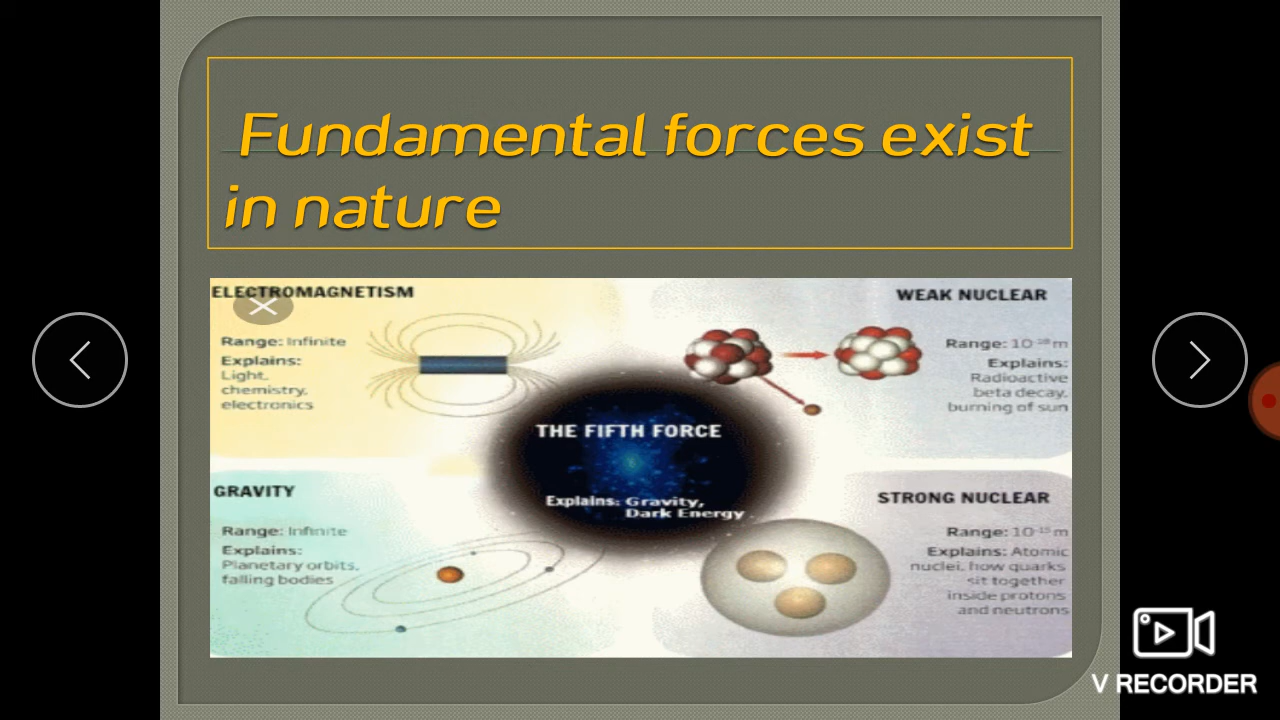 Fundamental forces exist
in nature
ELECTROMAGNETISM
Range: Infinite
Explains:
Light,
chemistry,
electronics
WEAK NUCLEAR
Range: 10⁻¹⁸ m
Explains:
Radioactive
beta decay,
burning of sun
THE FIFTH FORCE
Explains: Gravity,
Dark Energy
GRAVITY
Range: Infinite
Explains:
Planetary orbits,
falling bodies
STRONG NUCLEAR
Range: 10⁻¹⁵ m
Explains: Atomic
nuclei, how quarks
sit together
inside protons
and neutrons
V RECORDER